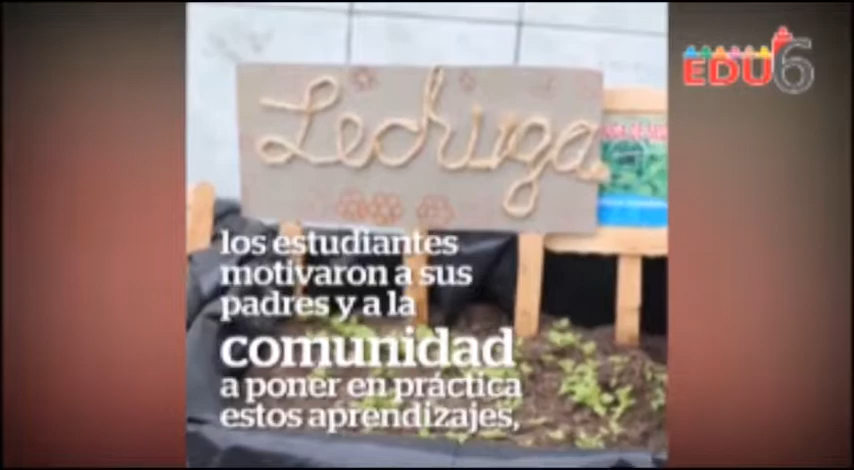 EDU6
Lechuga
los estudiantes
motivaron a sus
padres y a la
comunidad
a poner en práctica
estos aprendizajes,